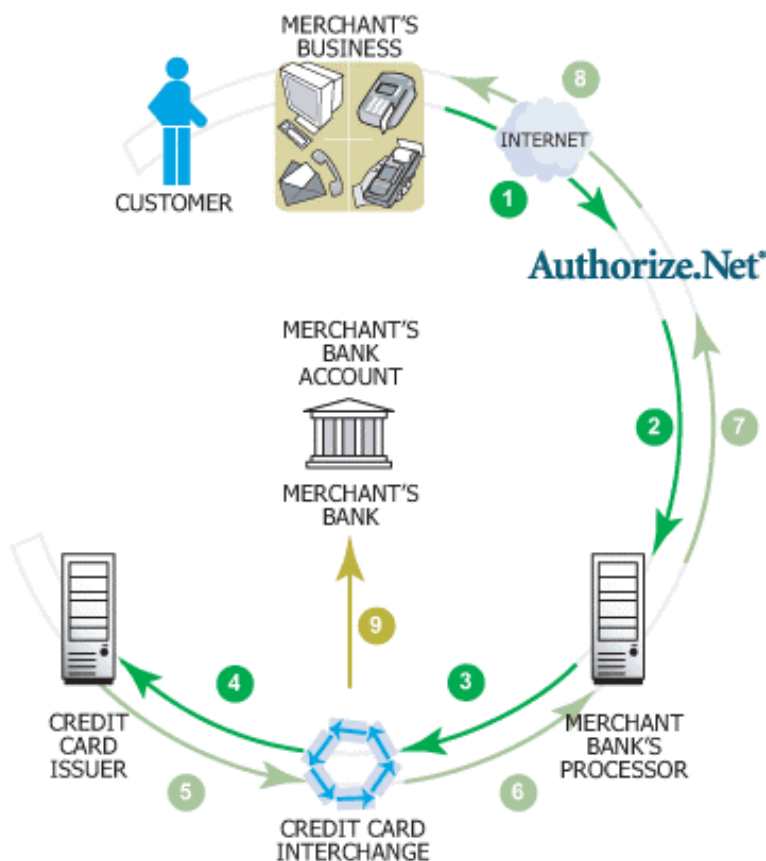 MERCHANT'S
BUSINESS
8
INTERNET
CUSTOMER
1
Authorize.Net
MERCHANT'S
BANK
ACCOUNT
2
7
MERCHANT'S
BANK
9
4
3
CREDIT
CARD
ISSUER
MERCHANT
BANK'S
PROCESSOR
5
6
CREDIT CARD
INTERCHANGE